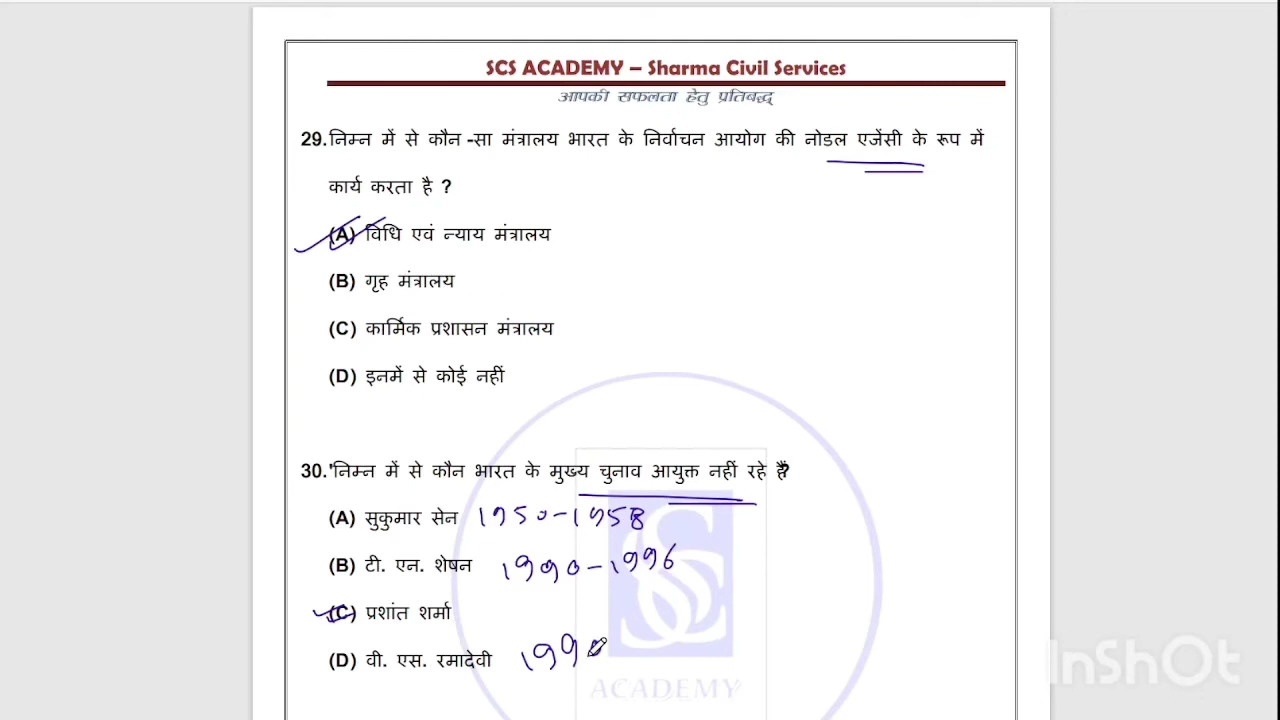 SCS ACADEMY – Sharma Civil Services
आपकी सफलता हेतु प्रतिबद्ध
29. निम्न में से कौन -सा मंत्रालय भारत के निर्वाचन आयोग की नोडल एजेंसी के रूप में
कार्य करता है ?
(A) विधि एवं न्याय मंत्रालय
(B) गृह मंत्रालय
(C) कार्मिक प्रशासन मंत्रालय
(D) इनमें से कोई नहीं
30.'निम्न में से कौन भारत के मुख्य चुनाव आयुक्त नहीं रहे हैं?
(A) सुकुमार सेन 1950-1958
(B) टी. एन. शेषन 1990-1996
(C) प्रशांत शर्मा
(D) वी. एस. रमादेवी 199
ACADEMY
InShOt